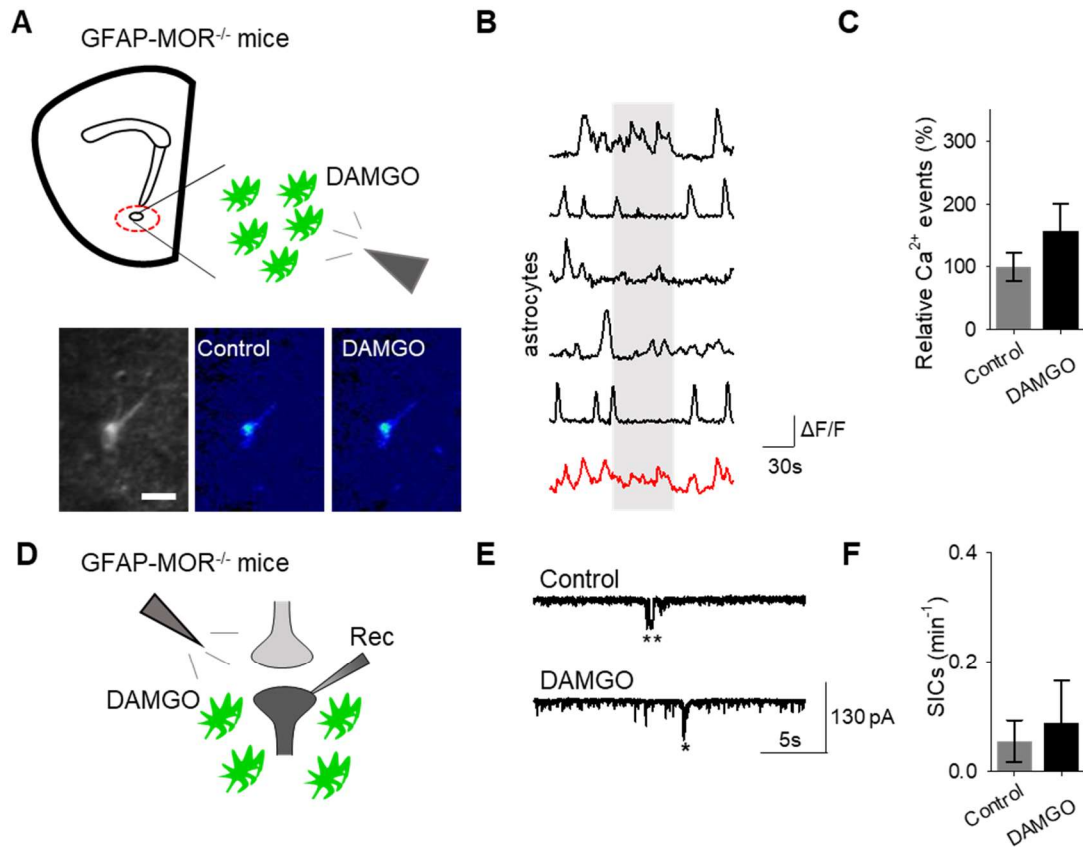 A
GFAP-MOR-/- mice
DAMGO
Control
DAMGO
B
astrocytes
ΔF/F
30s
C
Relative Ca2+ events (%)
300
200
100
0
Control
DAMGO
D
GFAP-MOR-/- mice
Rec
DAMGO
E
Control
**
DAMGO
*
130 pA
5s
F
SICs (min-1)
0.4
0.2
0.0
Control
DAMGO